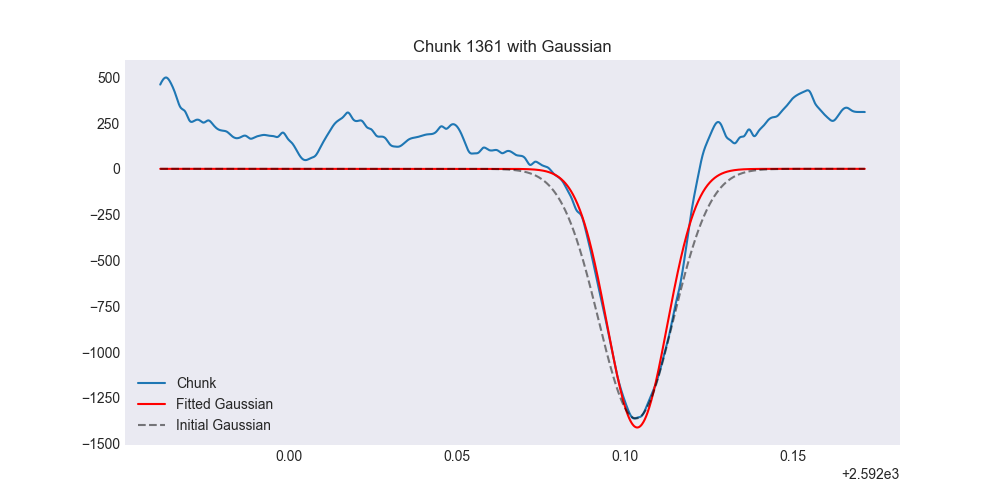 Chunk 1361 with Gaussian
500
250
0
−250
−500
−750
−1000
−1250
−1500
Chunk
Fitted Gaussian
Initial Gaussian
0.00 0.05 0.10 0.15
+2.592e3